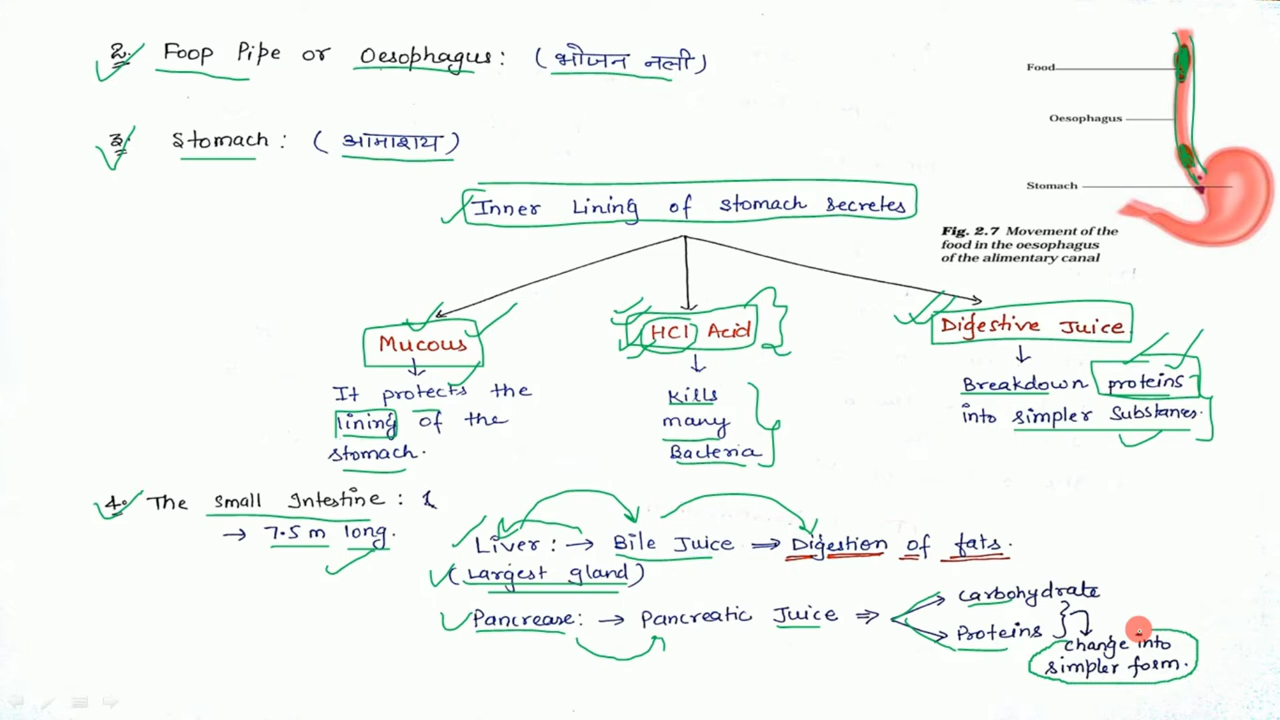 2. Foop Pipe or Oesophagus: (भोजन नली)
3. Stomach: (आमाशय)
Food
Oesophagus
Stomach
Fig. 2.7 Movement of the
food in the oesophagus
of the alimentary canal
Inner Lining of stomach secretes
Mucous
It protects the
lining of the
stomach.
HCl Acid
Kills
many
Bacteria
Digestive Juice
Breakdown proteins
into simpler Substanes.
4. The Small Intestine:
→ 7.5 m long.
Liver: → Bile Juice ⇒ Digestion of fats.
(Largest gland)
Pancrease: → Pancreatic Juice ⇒
carbohydrate
Proteins
change into
simpler form.